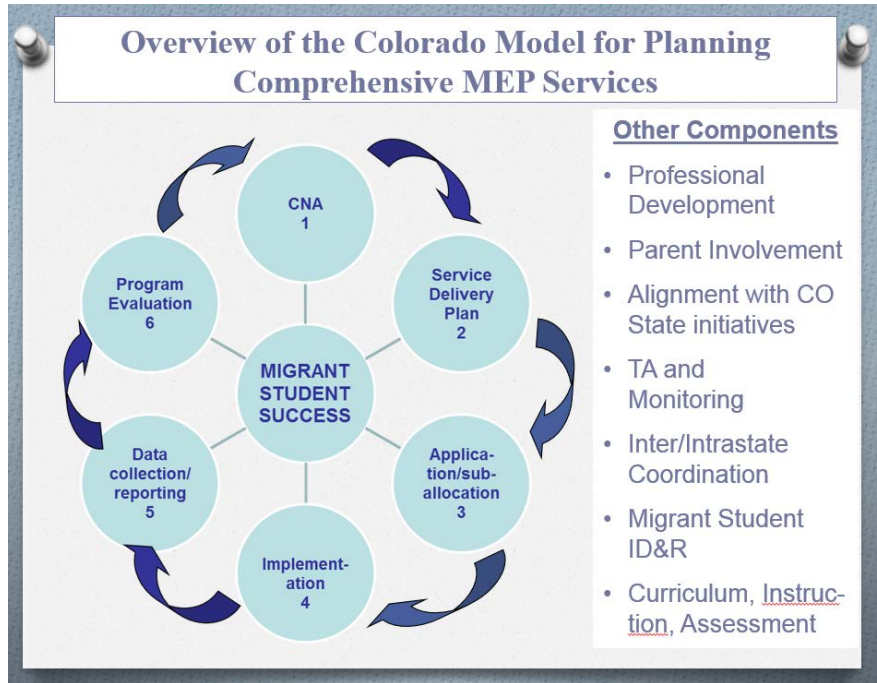 Overview of the Colorado Model for Planning
Comprehensive MEP Services
CNA
1
Service
Delivery
Plan
2
Applica-
tion/sub-
allocation
3
Implement-
ation
4
Data
collection/
reporting
5
Program
Evaluation
6
MIGRANT
STUDENT
SUCCESS
Other Components
• Professional
Development
• Parent Involvement
• Alignment with CO
State initiatives
• TA and
Monitoring
• Inter/Intrastate
Coordination
• Migrant Student
ID&R
• Curriculum, Instruc-
tion, Assessment